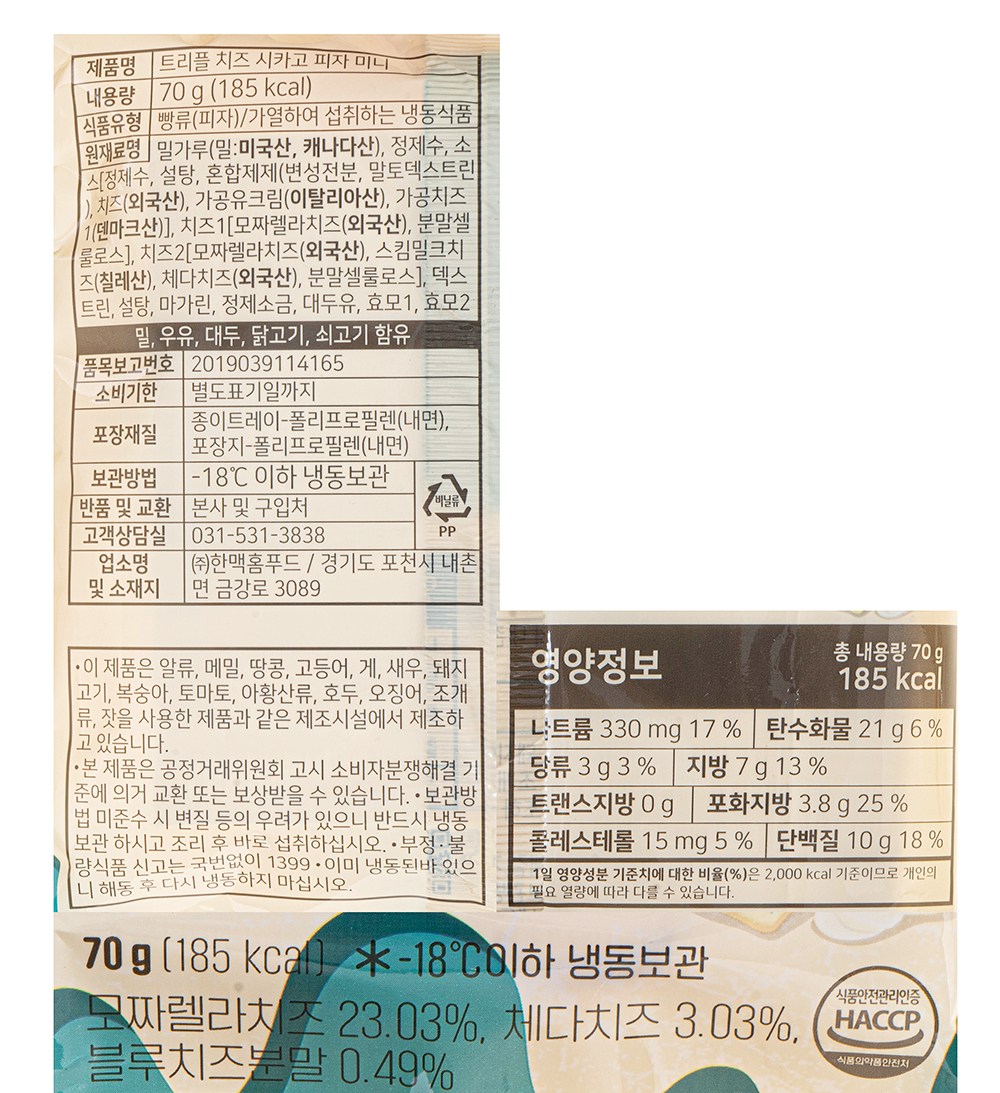 제품명 트리플 치즈 시카고 피자 미니
내용량 70 g (185 kcal)
식품유형 빵류(피자)/가열하여 섭취하는 냉동식품
원재료명 밀가루(밀:미국산, 캐나다산), 정제수, 소
스[정제수, 설탕, 혼합제제(변성전분, 말토덱스트린
), 치즈(외국산), 가공유크림(이탈리아산), 가공치즈
1(덴마크산)], 치즈1[모짜렐라치즈(외국산), 분말셀
룰로스], 치즈2[모짜렐라치즈(외국산), 스킴밀크치
즈(칠레산), 체다치즈(외국산), 분말셀룰로스], 덱스
트린, 설탕, 마가린, 정제소금, 대두유, 효모1, 효모2
밀, 우유, 대두, 닭고기, 쇠고기 함유
품목보고번호 2019039114165
소비기한 별도표기일까지
포장재질 종이트레이-폴리프로필렌(내면),
포장지-폴리프로필렌(내면)
보관방법 -18℃ 이하 냉동보관
반품 및 교환 본사 및 구입처
고객상담실 031-531-3838
비닐류
PP
업소명 및 소재지 ㈜한맥홈푸드 / 경기도 포천시 내촌
면 금강로 3089
•이 제품은 알류, 메밀, 땅콩, 고등어, 게, 새우, 돼지
고기, 복숭아, 토마토, 아황산류, 호두, 오징어, 조개
류, 잣을 사용한 제품과 같은 제조시설에서 제조하
고 있습니다.
•본 제품은 공정거래위원회 고시 소비자분쟁해결 기
준에 의거 교환 또는 보상받을 수 있습니다. •보관방
법 미준수 시 변질 등의 우려가 있으니 반드시 냉동
보관 하시고 조리 후 바로 섭취하십시오. •부정·불
량식품 신고는 국번없이 1399 •이미 냉동된바 있으
니 해동 후 다시 냉동하지 마십시오.
영양정보
총 내용량 70 g
185 kcal
나트륨 330 mg 17 % 탄수화물 21 g 6 %
당류 3 g 3 % 지방 7 g 13 %
트랜스지방 0 g 포화지방 3.8 g 25 %
콜레스테롤 15 mg 5 % 단백질 10 g 18 %
1일 영양성분 기준치에 대한 비율(%)은 2,000 kcal 기준이므로 개인의
필요 열량에 따라 다를 수 있습니다.
70 g (185 kcal) *-18℃이하 냉동보관
모짜렐라치즈 23.03%, 체다치즈 3.03%,
블루치즈분말 0.49%
식품안전관리인증
HACCP
식품의약품안전처